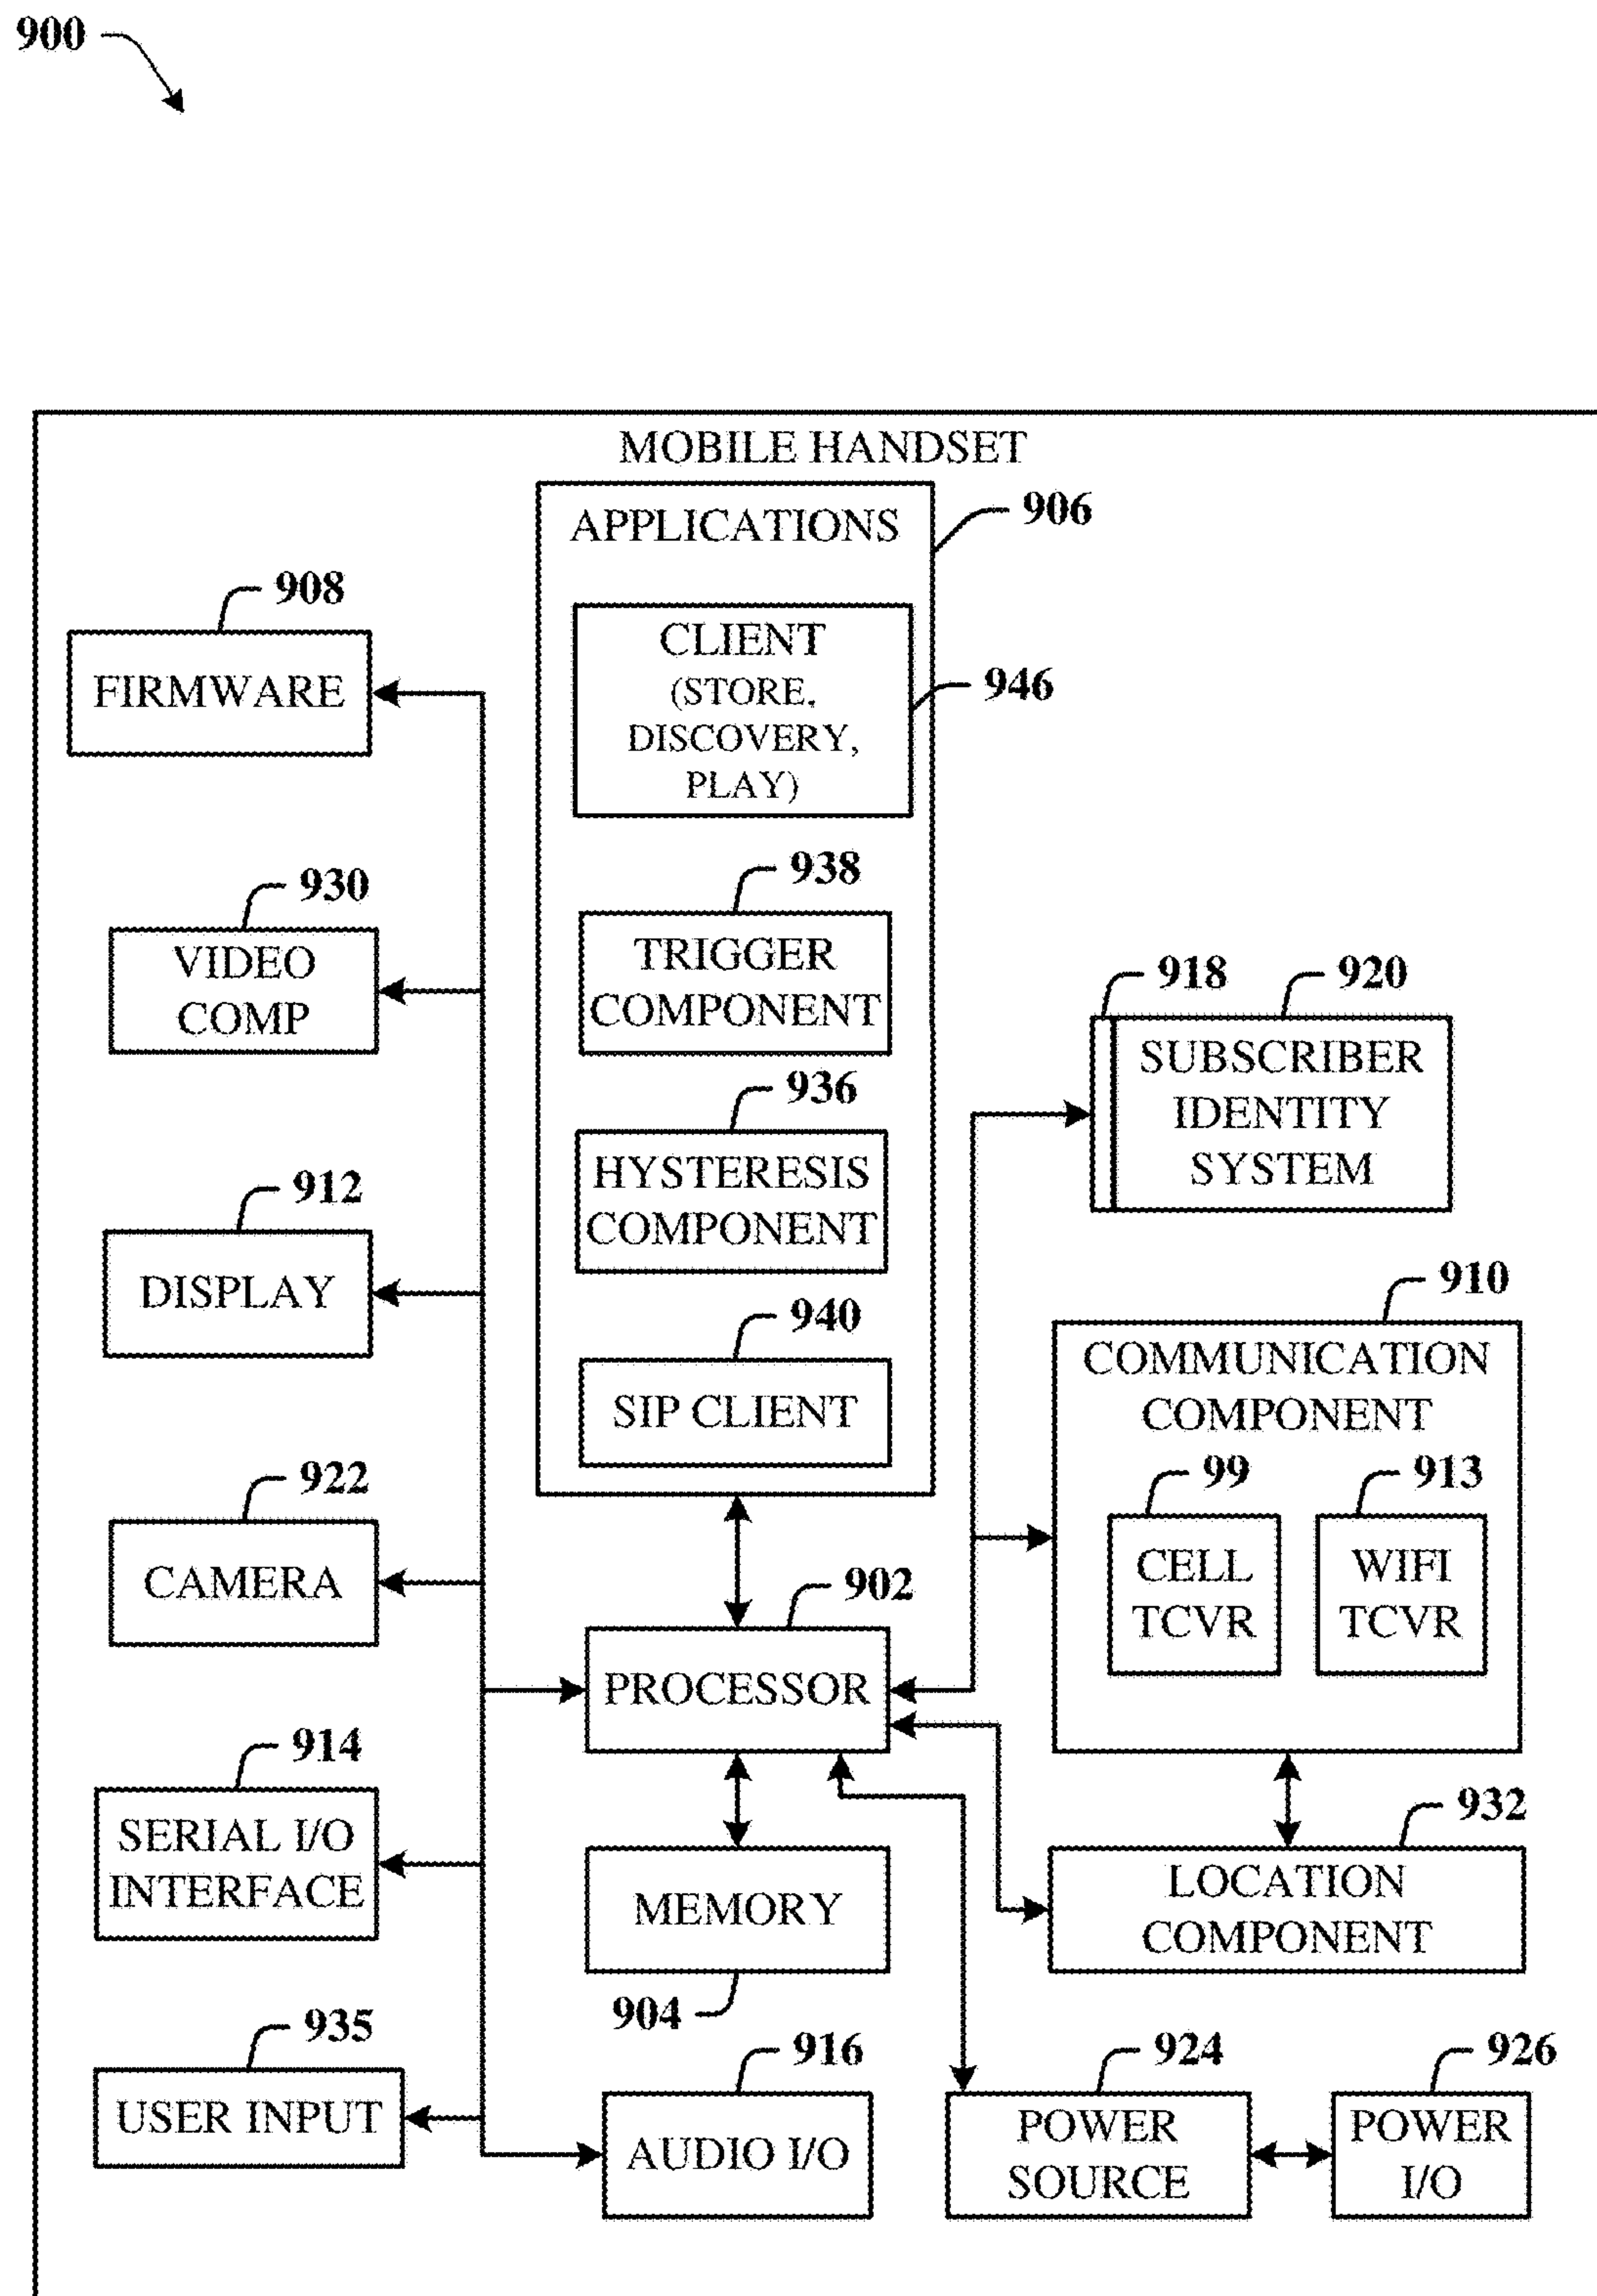 900
MOBILE HANDSET
APPLICATIONS
906
CLIENT
(STORE,
DISCOVERY,
PLAY)
946
938
TRIGGER
COMPONENT
936
HYSTERESIS
COMPONENT
940
SIP CLIENT
908
FIRMWARE
930
VIDEO
COMP
912
DISPLAY
922
CAMERA
914
SERIAL I/O
INTERFACE
935
USER INPUT
902
PROCESSOR
MEMORY
904
916
AUDIO I/O
918
920
SUBSCRIBER
IDENTITY
SYSTEM
910
COMMUNICATION
COMPONENT
99
CELL
TCVR
913
WIFI
TCVR
932
LOCATION
COMPONENT
924
POWER
SOURCE
926
POWER
I/O